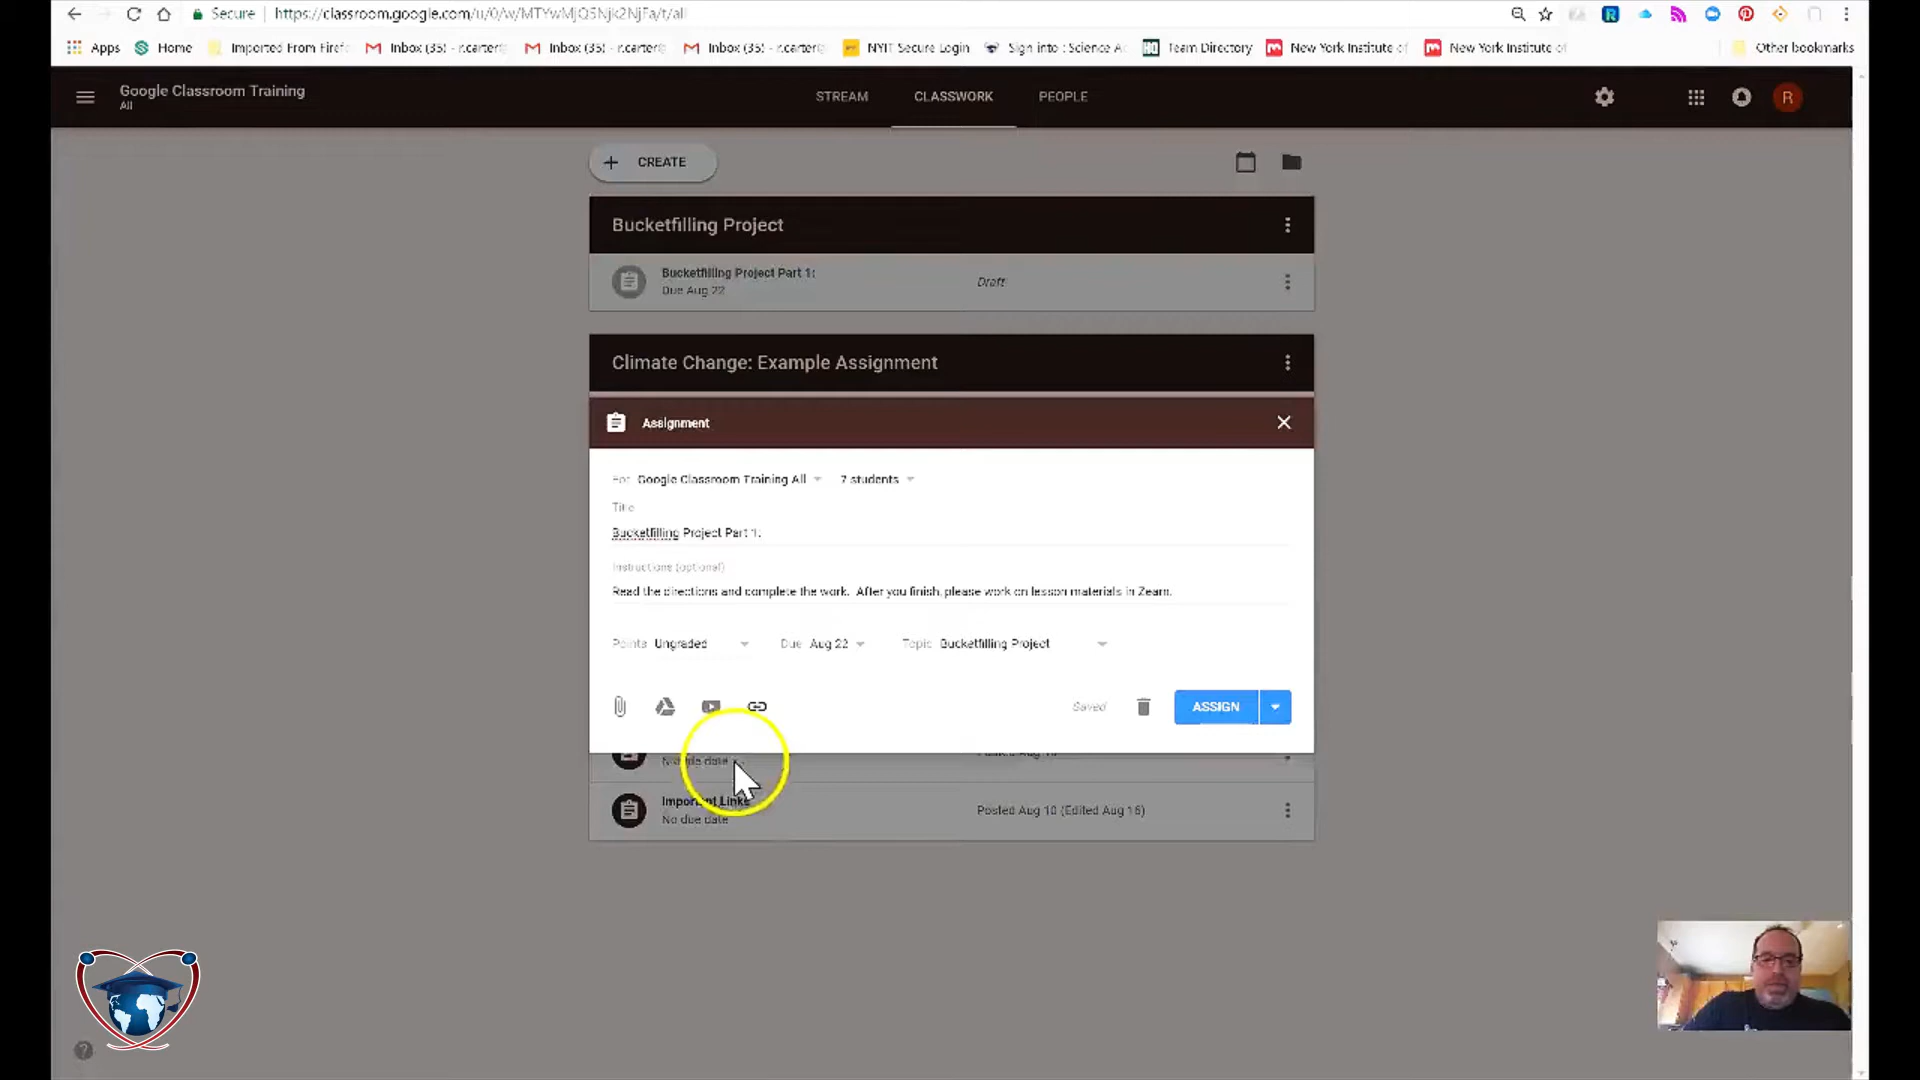 Secure https://classroom.google.com/u/0/w/MTYwMjQ5Njk2NjFa/t/all
Apps Home Imported From Firef Inbox (35) - r.carter@ Inbox (35) - r.carter@ Inbox (35) - r.carter@ NYIT Secure Login Sign into : Science A Team Directory New York Institute of New York Institute of Other bookmarks
Google Classroom Training
All
STREAM CLASSWORK PEOPLE
R
CREATE
Bucketfilling Project
Bucketfilling Project Part 1:
Due Aug 22
Draft
Climate Change: Example Assignment
Assignment
For Google Classroom Training All 7 students
Title
Bucketfilling Project Part 1:
Instructions (optional)
Read the directions and complete the work. After you finish, please work on lesson materials in Zearn.
Points Ungraded Due Aug 22 Topic Bucketfilling Project
Saved ASSIGN
No due date
Important Links
No due date
Posted Aug 10 (Edited Aug 16)